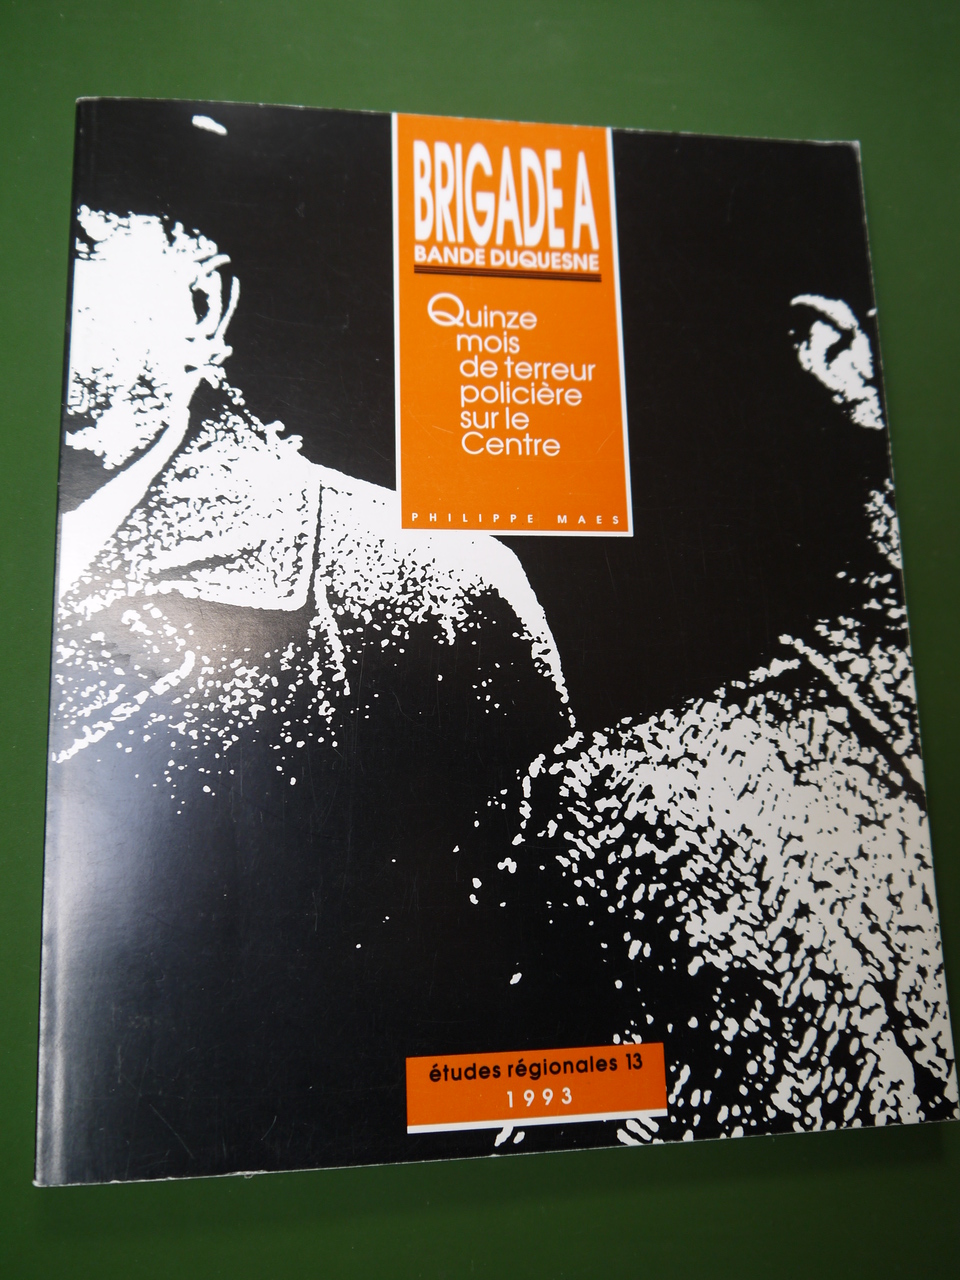 BRIGADE A
BANDE DUQUESNE
Quinze
mois
de terreur
policière
sur le
Centre
PHILIPPE MAES
études régionales 13
1993